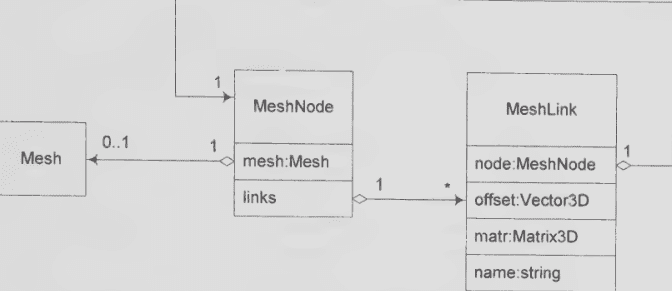 1
MeshNode
MeshLink
0..1
1
Mesh
mesh:Mesh
node:MeshNode
1
links
1
*
offset:Vector3D
matr:Matrix3D
name:string